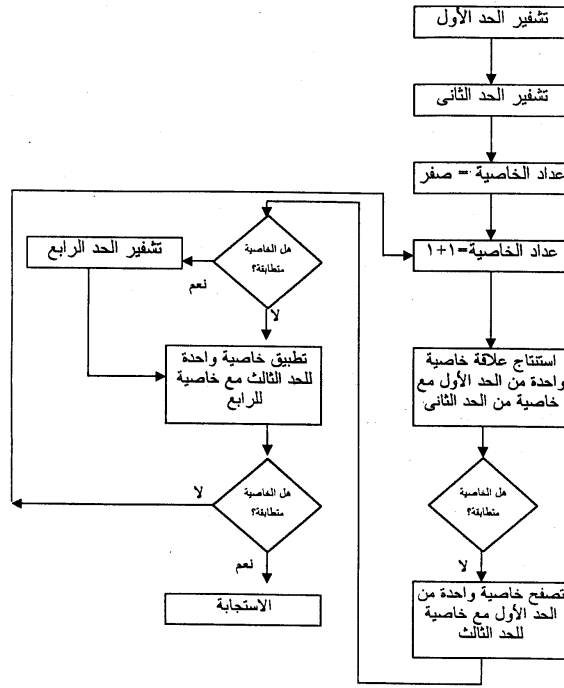 تشفير الحد الأول
تشفير الحد الثانى
عداد الخاصية = صفر
عداد الخاصية=١+١
استنتاج علاقة خاصية
واحدة من الحد الأول مع
خاصية من الحد الثانى
هل الخاصية
متطابقة؟
لا
تصفح خاصية واحدة من
الحد الأول مع خاصية
للحد الثالث
هل الخاصية
متطابقة؟
نعم
تشفير الحد الرابع
لا
تطبيق خاصية واحدة
للحد الثالث مع خاصية
للرابع
هل الخاصية
متطابقة؟
لا
نعم
الاستجابة